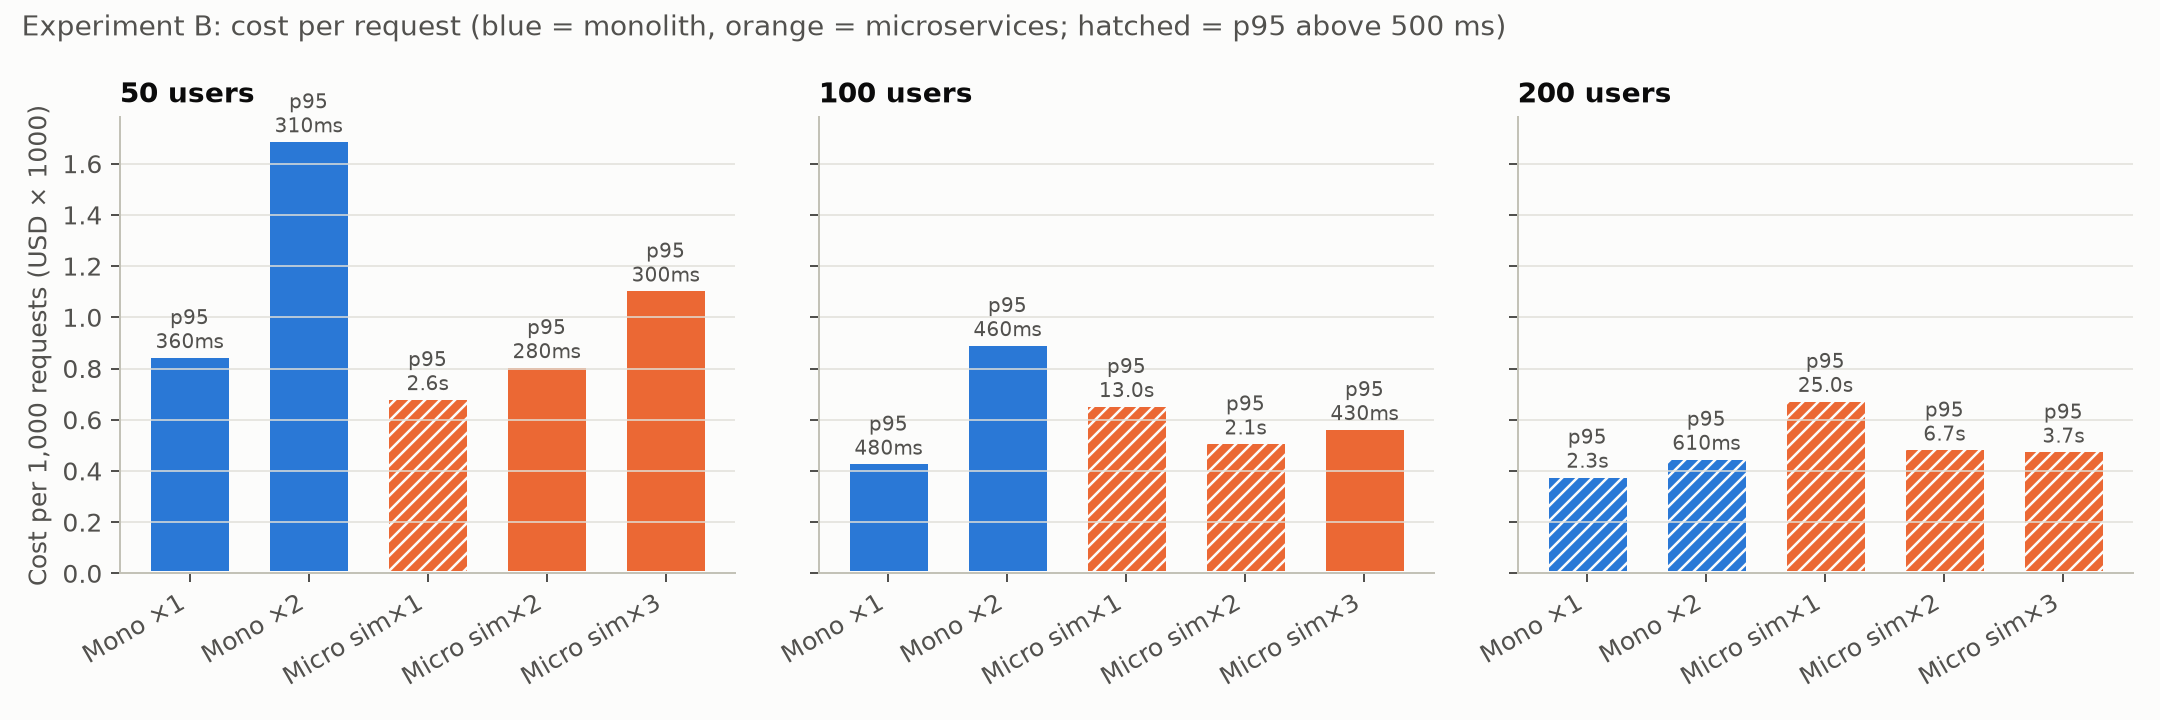 Experiment B: cost per request (blue = monolith, orange = microservices; hatched = p95 above 500 ms)
Cost per 1,000 requests (USD × 1000)
1.6
1.4
1.2
1.0
0.8
0.6
0.4
0.2
0.0
50 users
p95
360ms
p95
310ms
p95
2.6s
p95
280ms
p95
300ms
Mono ×1
Mono ×2
Micro sim×1
Micro sim×2
Micro sim×3
100 users
p95
480ms
p95
460ms
p95
13.0s
p95
2.1s
p95
430ms
Mono ×1
Mono ×2
Micro sim×1
Micro sim×2
Micro sim×3
200 users
p95
2.3s
p95
610ms
p95
25.0s
p95
6.7s
p95
3.7s
Mono ×1
Mono ×2
Micro sim×1
Micro sim×2
Micro sim×3